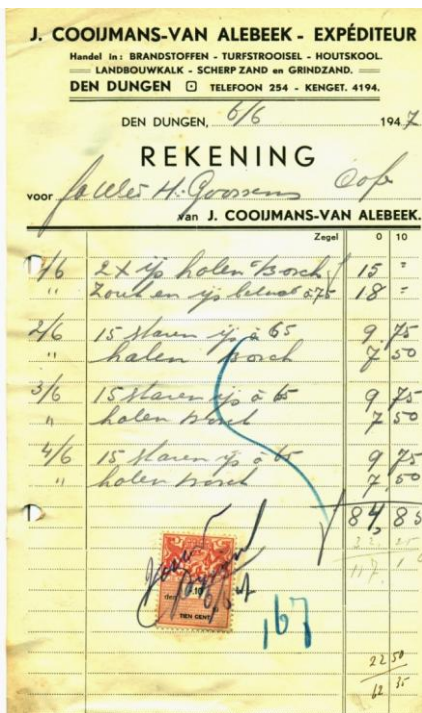 J. COOIJMANS-VAN ALEBEEK - EXPÉDITEUR
Handel in: BRANDSTOFFEN - TURFSTROOISEL - HOUTSKOOL.
LANDBOUWKALK - SCHERP ZAND en GRINDZAND.
DEN DUNGEN TELEFOON 254 - KENGET. 4194.
DEN DUNGEN, 6/6 1947
REKENING
voor H. Goossens
van J. COOIJMANS-VAN ALEBEEK.
Zegel 0 10
1/6 2 x ijs halen Bosch 15 "
" Zout en ijs betaald 18 "
2/6 15 staven ijs à 65 9 75
" halen Bosch 7 50
3/6 15 staven ijs à 65 9 75
" halen Bosch 7 50
4/6 15 staven ijs à 65 9 75
" halen Bosch 7,50
84,85
10
TIEN CENT
167
22 50
62 35